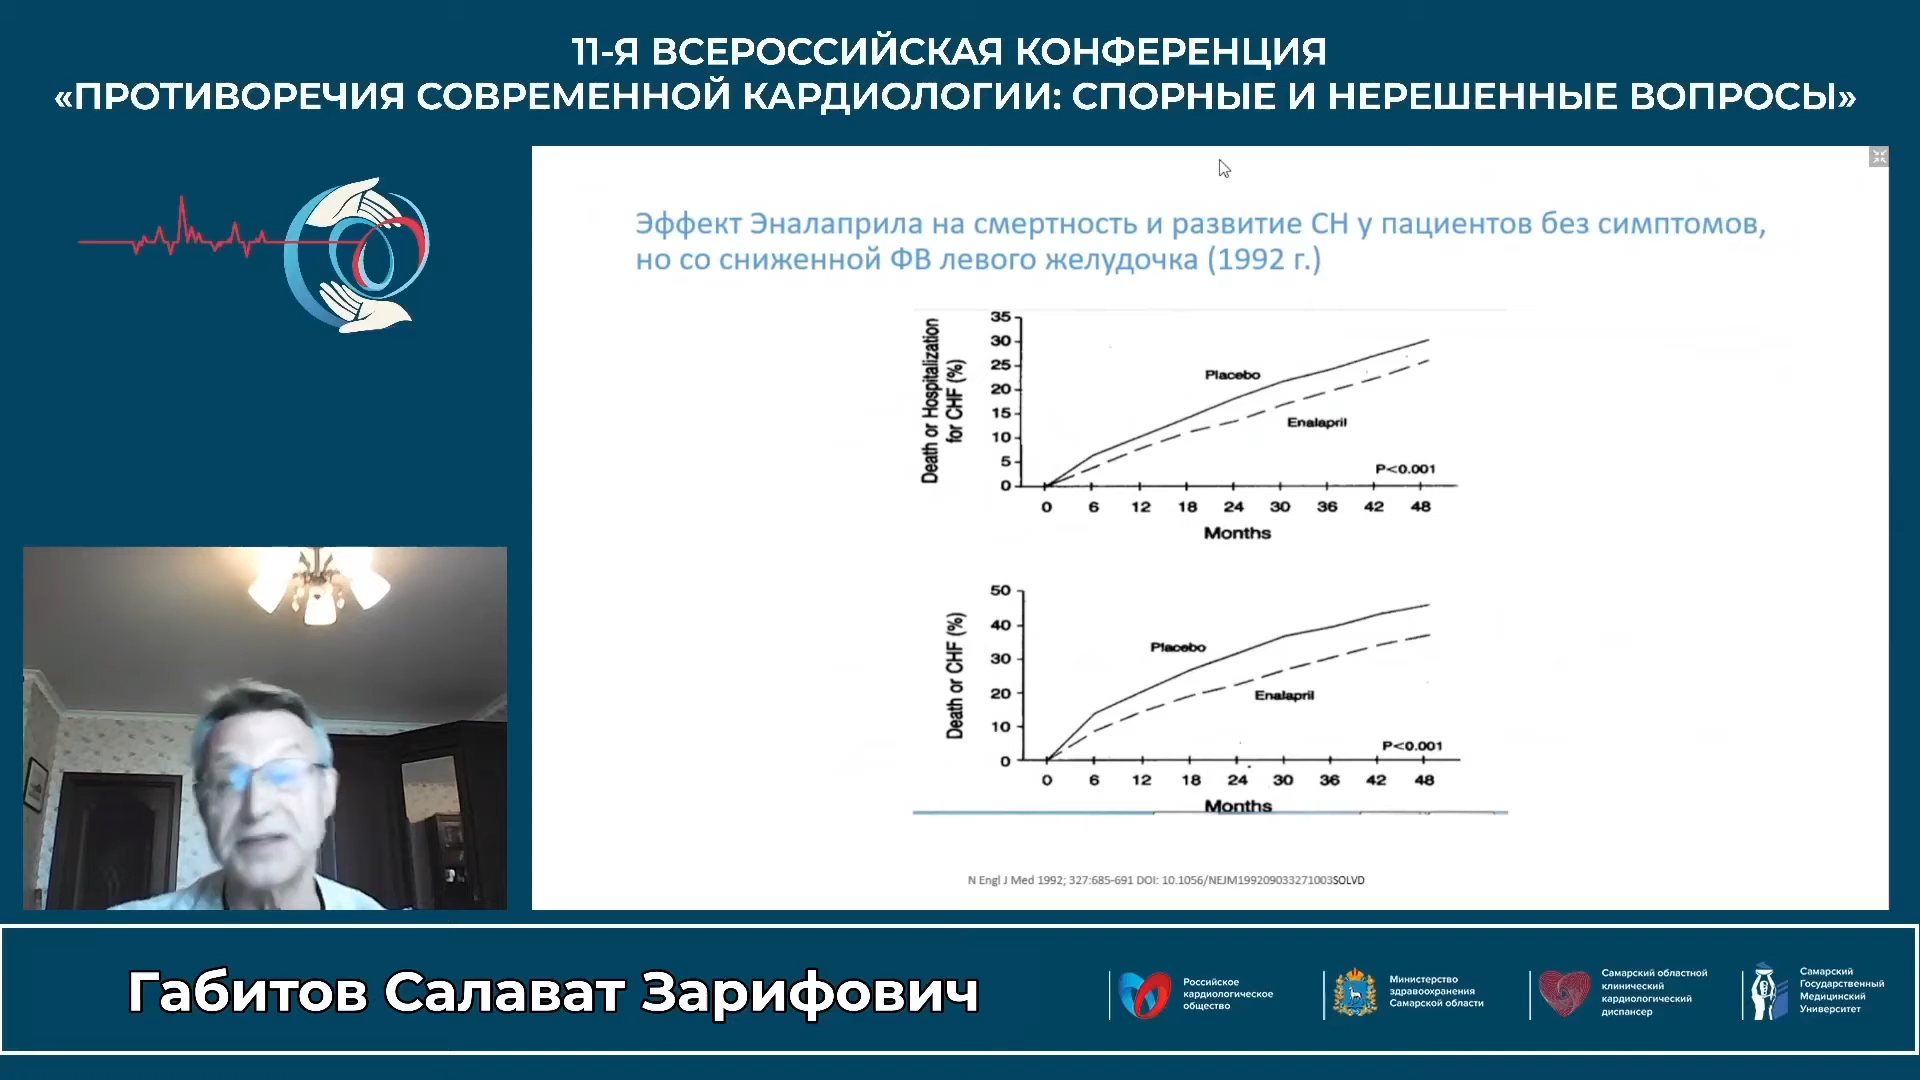 11-Я ВСЕРОССИЙСКАЯ КОНФЕРЕНЦИЯ
«ПРОТИВОРЕЧИЯ СОВРЕМЕННОЙ КАРДИОЛОГИИ: СПОРНЫЕ И НЕРЕШЕННЫЕ ВОПРОСЫ»
Эффект Эналаприла на смертность и развитие СН у пациентов без симптомов,
но со сниженной ФВ левого желудочка (1992 г.)
Death or Hospitalization
for CHF (%)
35
30
25
20
15
10
5
0
Placebo
Enalapril
P<0.001
0 6 12 18 24 30 36 42 48
Months
Death or CHF (%)
50
40
30
20
10
0
Placebo
Enalapril
P<0.001
0 6 12 18 24 30 36 42 48
Months
N Engl J Med 1992; 327:685-691 DOI: 10.1056/NEJM199209033271003SOLVD
Габитов Салават Зарифович
Российское
кардиологическое
общество
Министерство
здравоохранения
Самарской области
Самарский областной
клинический
кардиологический
диспансер
Самарский
Государственный
Медицинский
Университет